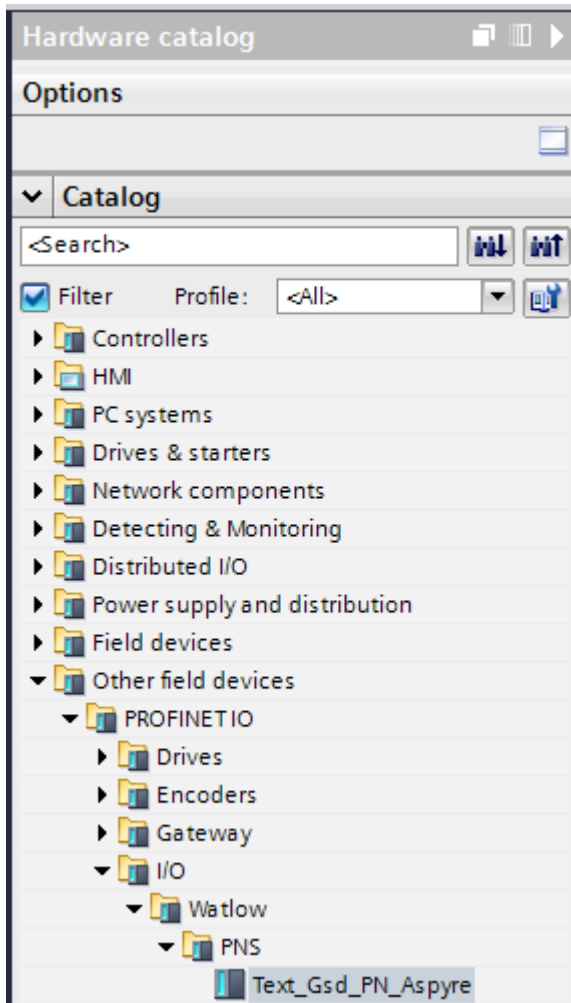 Hardware catalog
Options
Catalog
<Search>
Filter Profile: <All>
Controllers
HMI
PC systems
Drives & starters
Network components
Detecting & Monitoring
Distributed I/O
Power supply and distribution
Field devices
Other field devices
PROFINET IO
Drives
Encoders
Gateway
I/O
Watlow
PNS
Text_Gsd_PN_Aspyre